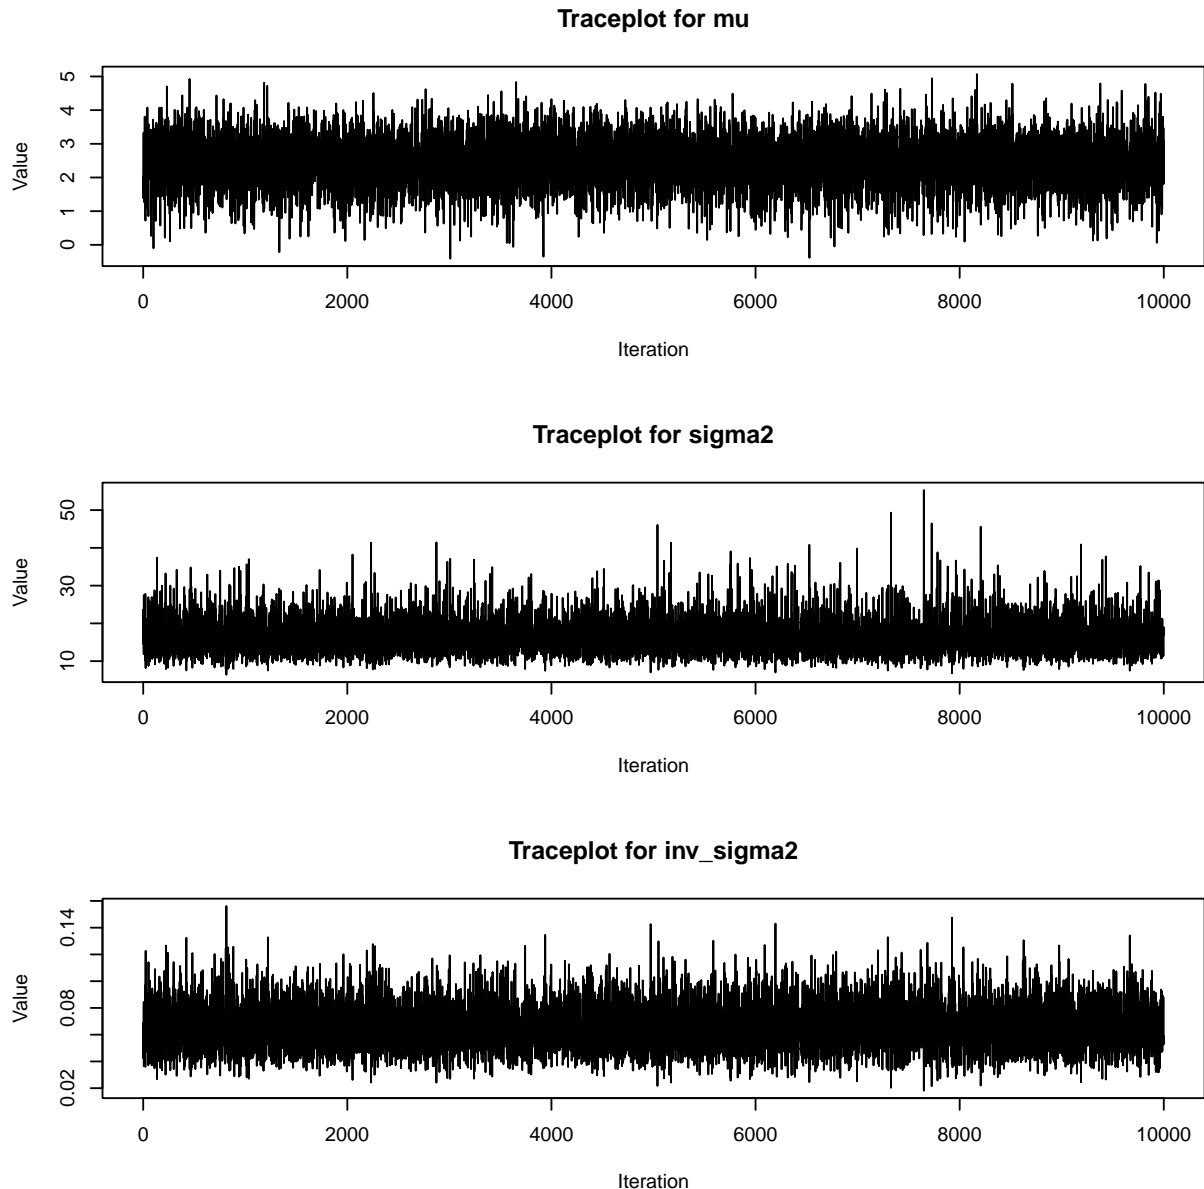 Traceplot for mu
Value
5
4
3
2
1
0
0 2000 4000 6000 8000 10000
Iteration
Traceplot for sigma2
Value
50
30
10
0 2000 4000 6000 8000 10000
Iteration
Traceplot for inv_sigma2
Value
0.14
0.08
0.02
0 2000 4000 6000 8000 10000
Iteration